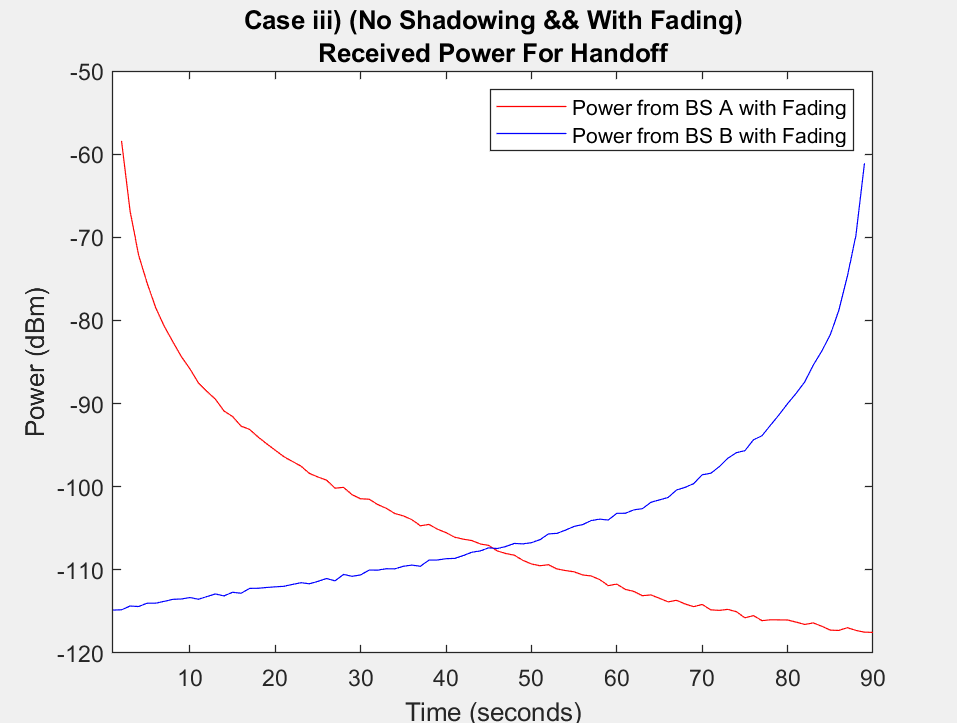 Case iii) (No Shadowing && With Fading)
Received Power For Handoff
Power from BS A with Fading
Power from BS B with Fading
Power (dBm)
-50
-60
-70
-80
-90
-100
-110
-120
10 20 30 40 50 60 70 80 90
Time (seconds)